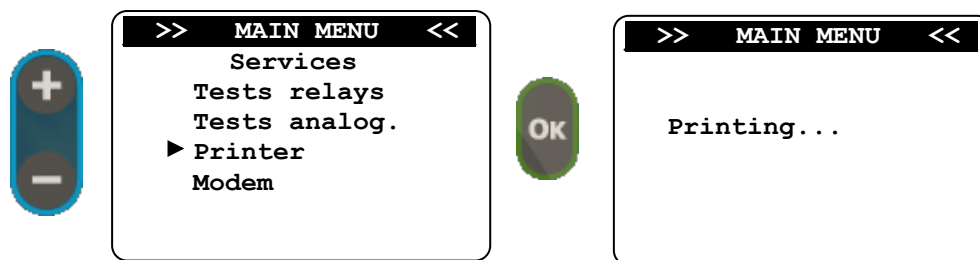 +
-
>> MAIN MENU <<
Services
Tests relays
Tests analog.
► Printer
Modem
OK
>> MAIN MENU <<
Printing...